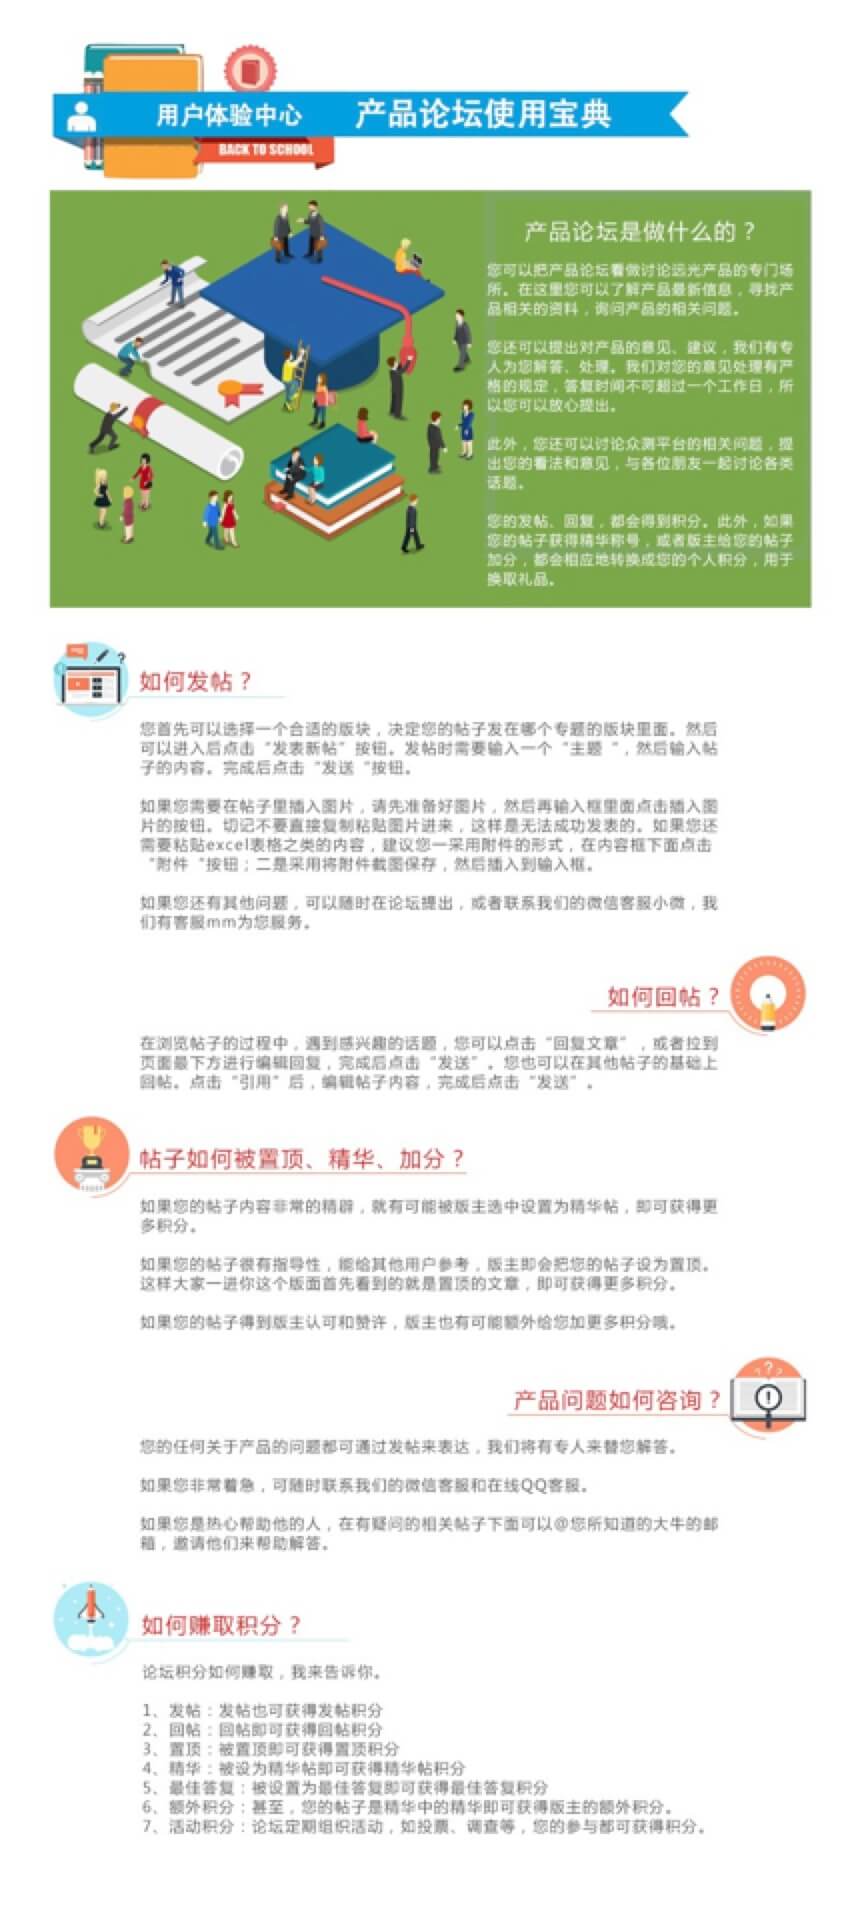 用户体验中心 产品论坛使用宝典
BACK TO SCHOOL
产品论坛是做什么的？
您可以把产品论坛看做讨论远光产品的专门场
所。在这里您可以了解产品最新信息，寻找产
品相关的资料，询问产品的相关问题。
您还可以提出对产品的意见、建议，我们有专
人为您解答、处理。我们对您的意见处理有严
格的规定，答复时间不可超过一个工作日，所
以您可以放心提出。
此外，您还可以讨论众测平台的相关问题，提
出您的看法和意见，与各位朋友一起讨论各类
话题。
您的发帖、回复，都会得到积分。此外，如果
您的帖子获得精华称号，或者版主给您的帖子
加分，都会相应地转换成您的个人积分，用于
换取礼品。
如何发帖？
您首先可以选择一个合适的版块，决定您的帖子发在哪个专题的版块里面。然后
可以进入后点击“发表新帖”按钮。发帖时需要输入一个“主题“，然后输入帖
子的内容。完成后点击“发送“按钮。
如果您需要在帖子里插入图片，请先准备好图片，然后再输入框里面点击插入图
片的按钮。切记不要直接复制粘贴图片进来，这样是无法成功发表的。如果您还
需要粘贴excel表格之类的内容，建议您一采用附件的形式，在内容框下面点击
“附件“按钮；二是采用将附件截图保存，然后插入到输入框。
如果您还有其他问题，可以随时在论坛提出，或者联系我们的微信客服小微，我
们有客服mm为您服务。
如何回帖？
在浏览帖子的过程中，遇到感兴趣的话题，您可以点击“回复文章”，或者拉到
页面最下方进行编辑回复，完成后点击“发送”。您也可以在其他帖子的基础上
回帖。点击“引用”后，编辑帖子内容，完成后点击“发送”。
帖子如何被置顶、精华、加分？
如果您的帖子内容非常的精辟，就有可能被版主选中设置为精华帖，即可获得更
多积分。
如果您的帖子很有指导性，能给其他用户参考，版主即会把您的帖子设为置顶。
这样大家一进你这个版面首先看到的就是置顶的文章，即可获得更多积分。
如果您的帖子得到版主认可和赞许，版主也有可能额外给您加更多积分哦。
产品问题如何咨询？
您的任何关于产品的问题都可通过发帖来表达，我们将有专人来替您解答。
如果您非常着急，可随时联系我们的微信客服和在线QQ客服。
如果您是热心帮助他的人，在有疑问的相关帖子下面可以@您所知道的大牛的邮
箱，邀请他们来帮助解答。
如何赚取积分？
论坛积分如何赚取，我来告诉你。
1、发帖：发帖也可获得发帖积分
2、回帖：回帖即可获得回帖积分
3、置顶：被置顶即可获得置顶积分
4、精华：被设为精华帖即可获得精华帖积分
5、最佳答复：被设置为最佳答复即可获得最佳答复积分
6、额外积分：甚至，您的帖子是精华中的精华即可获得版主的额外积分。
7、活动积分：论坛定期组织活动，如投票、调查等，您的参与都可获得积分。